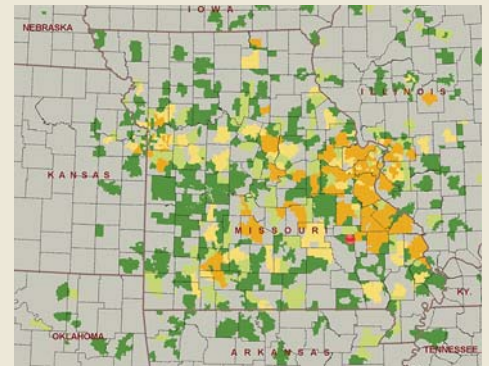 IOWA
NEBRASKA
ILLINOIS
KANSAS
MISSOURI
KY.
OKLAHOMA
TENNESSEE
ARKANSAS